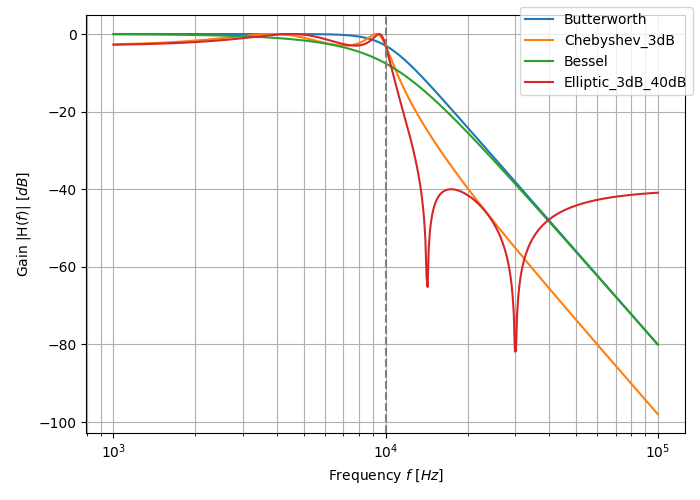 Butterworth
Chebyshev_3dB
Bessel
Elliptic_3dB_40dB
0
−20
−40
−60
−80
−100
Gain |H(f)| [dB]
10³
10⁴
10⁵
Frequency f [Hz]